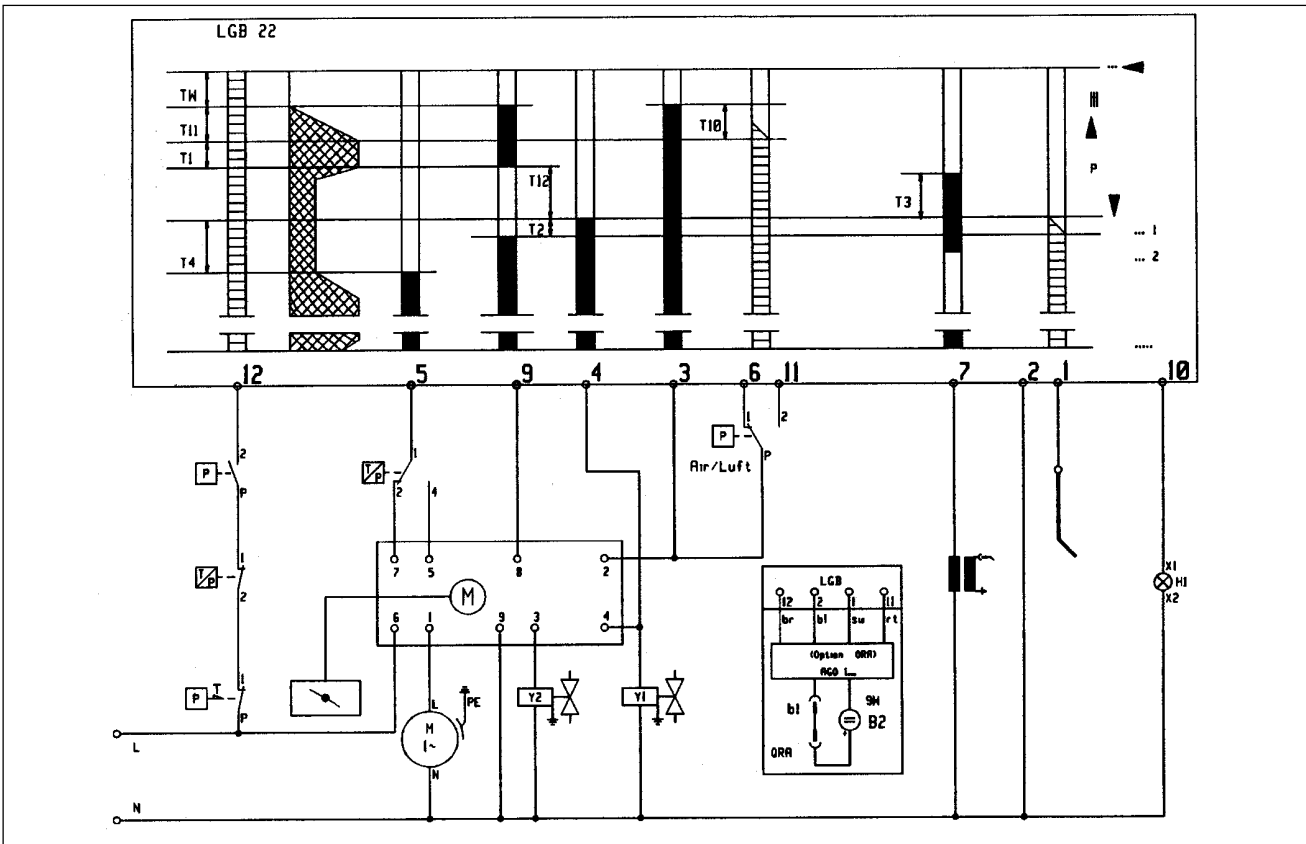 LGB 22
TW
T11
T1
T4
T12
T2
T10
T3
P
... 1
... 2
12 5 9 4 3 6 11 7 2 1 10
2
P
P
1
T/P
2
1
P
T
P
1
T/P
2 4
1 2
P
P
Air/Luft
7 5 8 2
M
6 1 9 3 4
L
M
1~
N
PE
Y2
Y1
LGB
12 2 1 11
br bl sw rt
(Option QRA)
AGO 1...
bl
9W
B2
QRA
X1
H1
X2
L
N